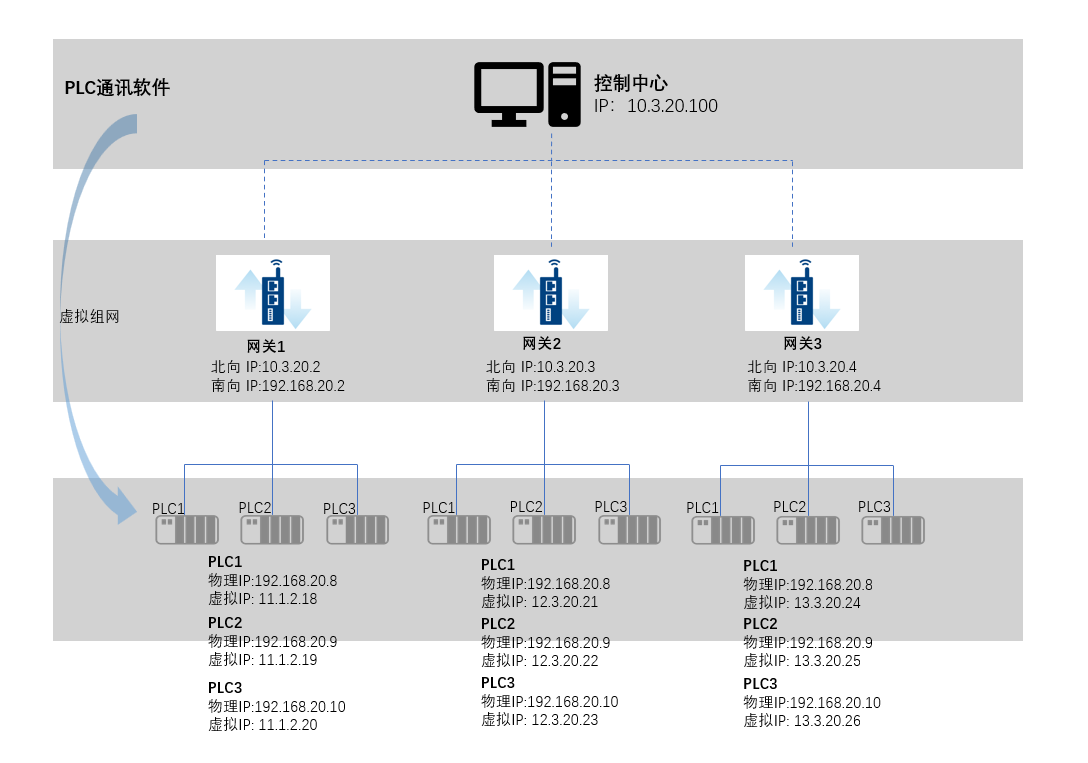 PLC通讯软件
控制中心
IP： 10.3.20.100
虚拟组网
网关1
北向 IP:10.3.20.2
南向 IP:192.168.20.2
网关2
北向 IP:10.3.20.3
南向 IP:192.168.20.3
网关3
北向 IP:10.3.20.4
南向 IP:192.168.20.4
PLC1
PLC2
PLC3
PLC1
PLC2
PLC3
PLC1
PLC2
PLC3
PLC1
物理IP:192.168.20.8
虚拟IP: 11.1.2.18
PLC2
物理IP:192.168.20.9
虚拟IP: 11.1.2.19
PLC3
物理IP:192.168.20.10
虚拟IP: 11.1.2.20
PLC1
物理IP:192.168.20.8
虚拟IP: 12.3.20.21
PLC2
物理IP:192.168.20.9
虚拟IP: 12.3.20.22
PLC3
物理IP:192.168.20.10
虚拟IP: 12.3.20.23
PLC1
物理IP:192.168.20.8
虚拟IP: 13.3.20.24
PLC2
物理IP:192.168.20.9
虚拟IP: 13.3.20.25
PLC3
物理IP:192.168.20.10
虚拟IP: 13.3.20.26